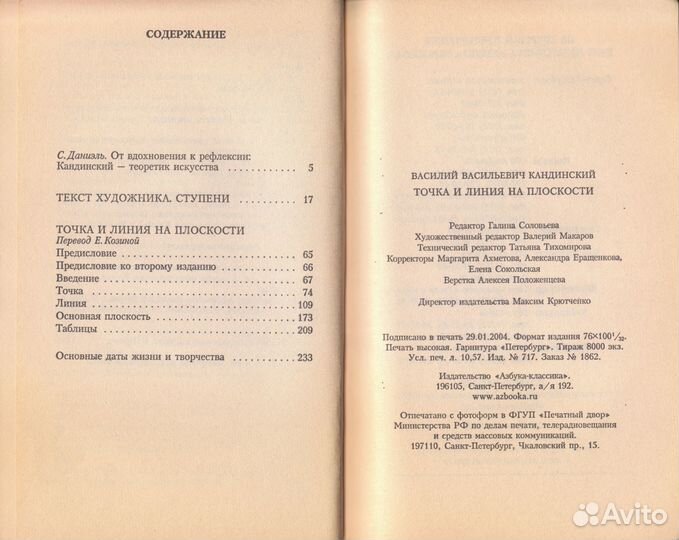 СОДЕРЖАНИЕ
С. Даниэль. От вдохновения к рефлексии:
Кандинский — теоретик искусства . . . . . . . . . . . . . 5
ТЕКСТ ХУДОЖНИКА. СТУПЕНИ . . . . . . . . . . 17
ТОЧКА И ЛИНИЯ НА ПЛОСКОСТИ
Перевод Е. Козиной
Предисловие . . . . . . . . . . . . . . . . . . . . . . . . . . . . 65
Предисловие ко второму изданию . . . . . . . . . . . . 66
Введение . . . . . . . . . . . . . . . . . . . . . . . . . . . . . . . 67
Точка . . . . . . . . . . . . . . . . . . . . . . . . . . . . . . . . . . 74
Линия . . . . . . . . . . . . . . . . . . . . . . . . . . . . . . . . . 109
Основная плоскость . . . . . . . . . . . . . . . . . . . . . . 173
Таблицы . . . . . . . . . . . . . . . . . . . . . . . . . . . . . . . 209
Основные даты жизни и творчества . . . . . . . . . . 233
ВАСИЛИЙ ВАСИЛЬЕВИЧ КАНДИНСКИЙ
ТОЧКА И ЛИНИЯ НА ПЛОСКОСТИ
Редактор Галина Соловьева
Художественный редактор Валерий Макаров
Технический редактор Татьяна Тихомирова
Корректоры Маргарита Ахметова, Александра Еращенкова,
Елена Сокольская
Верстка Алексея Положенцева
Директор издательства Максим Крютченко
Подписано в печать 29.01.2004. Формат издания 76×100 1/32.
Печать высокая. Гарнитура «Петербург». Тираж 8000 экз.
Усл. печ. л. 10,57. Изд. № 717. Заказ № 1862.
Издательство «Азбука-классика».
196105, Санкт-Петербург, а/я 192.
www.azbooka.ru
Отпечатано с фотоформ в ФГУП «Печатный двор»
Министерства РФ по делам печати, телерадиовещания
и средств массовых коммуникаций.
197110, Санкт-Петербург, Чкаловский пр., 15.
Avito